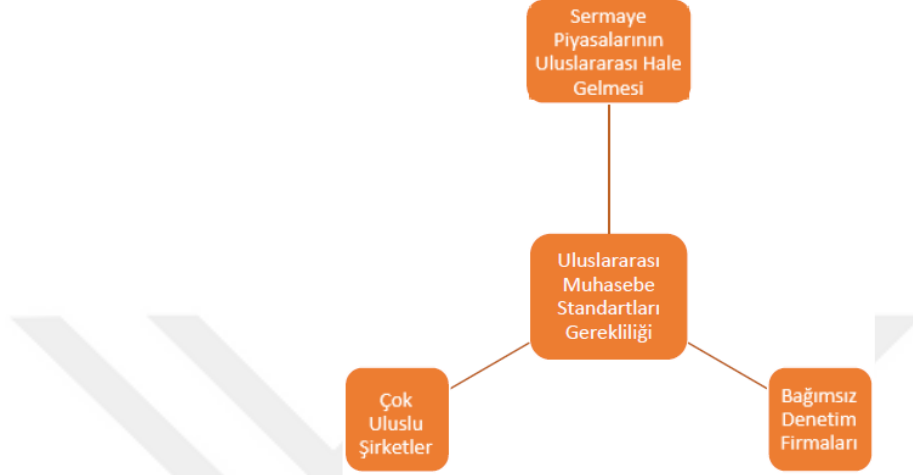 Sermaye
Piyasalarının
Uluslararası Hale
Gelmesi
Uluslararası
Muhasebe
Standartları
Gerekliliği
Çok
Uluslu
Şirketler
Bağımsız
Denetim
Firmaları